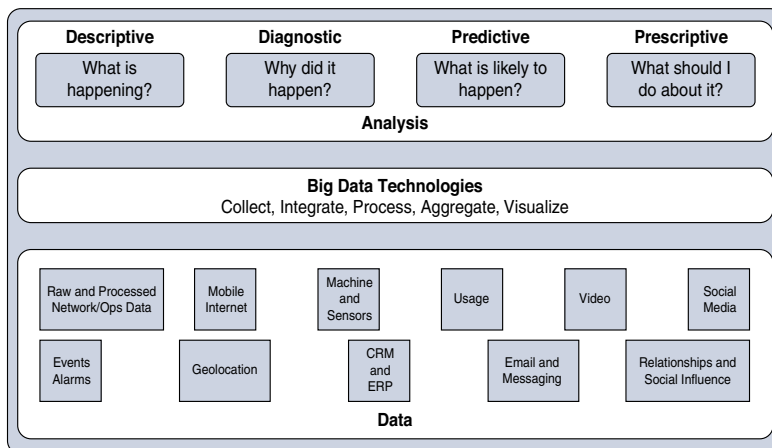 Descriptive
Diagnostic
Predictive
Prescriptive
What is
happening?
Why did it
happen?
What is likely to
happen?
What should I
do about it?
Analysis
Big Data Technologies
Collect, Integrate, Process, Aggregate, Visualize
Raw and Processed
Network/Ops Data
Mobile
Internet
Machine
and
Sensors
Usage
Video
Social
Media
Events
Alarms
Geolocation
CRM
and
ERP
Email and
Messaging
Relationships and
Social Influence
Data